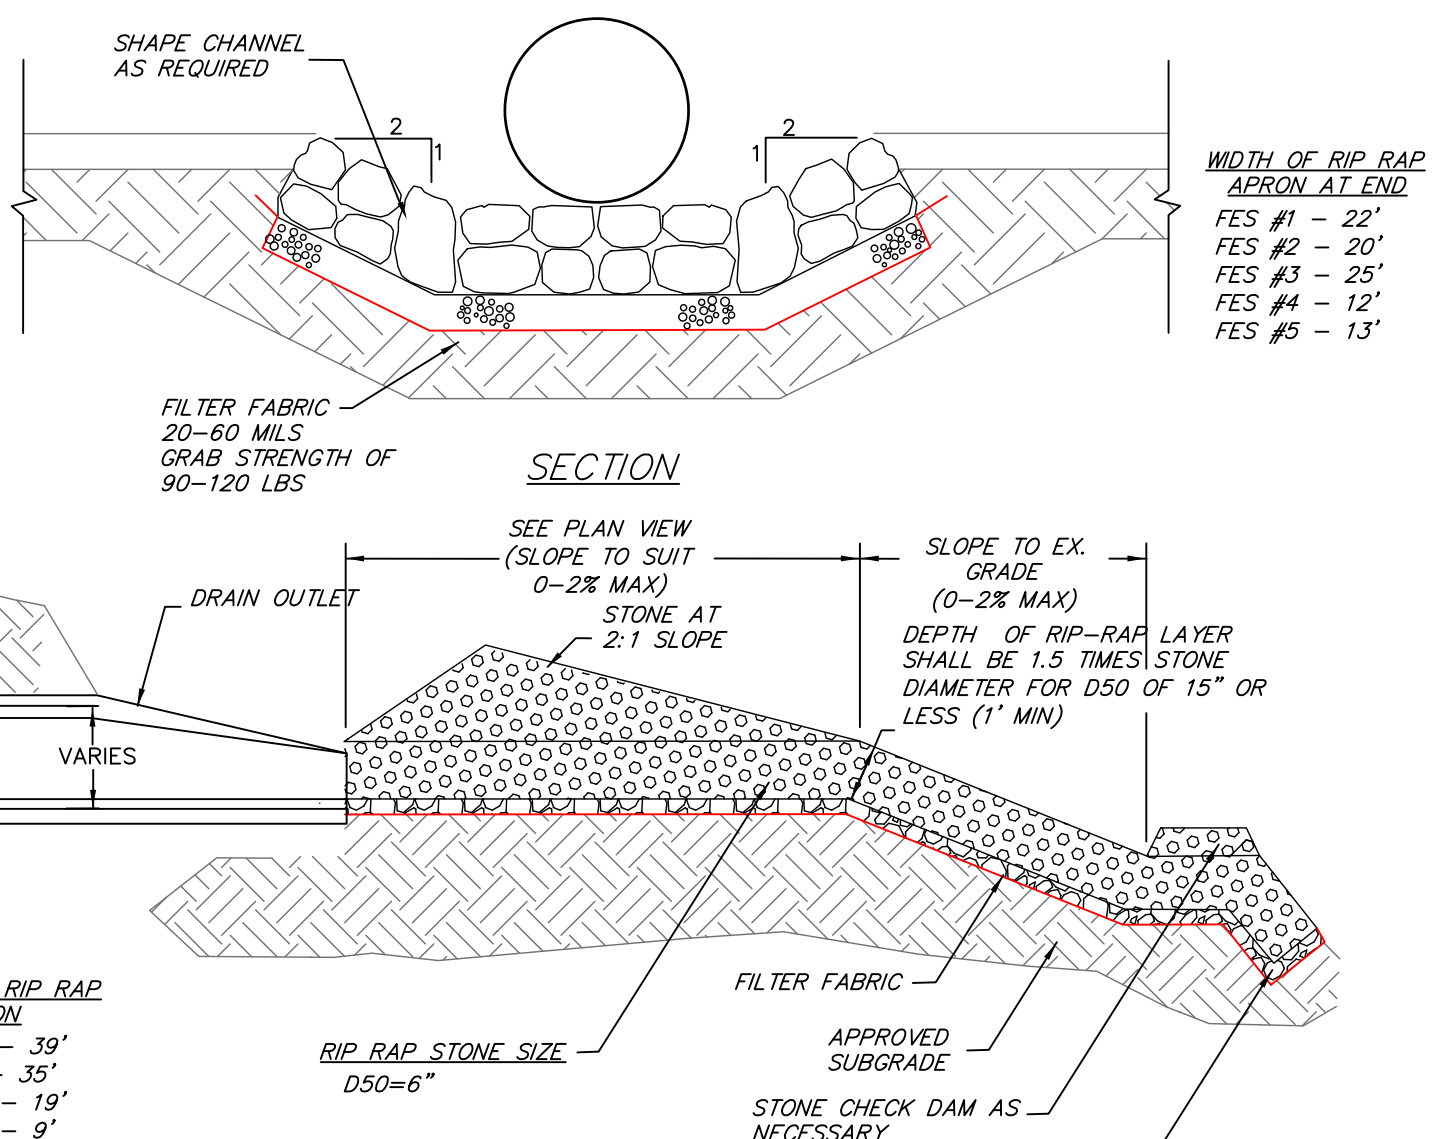 SHAPE CHANNEL
AS REQUIRED
2
1
2
1
WIDTH OF RIP RAP
APRON AT END
FES #1 – 22'
FES #2 – 20'
FES #3 – 25'
FES #4 – 12'
FES #5 – 13'
FILTER FABRIC
20–60 MILS
GRAB STRENGTH OF
90–120 LBS
SECTION
SEE PLAN VIEW
(SLOPE TO SUIT
0–2% MAX)
SLOPE TO EX.
GRADE
(0–2% MAX)
DRAIN OUTLET
STONE AT
2:1 SLOPE
DEPTH OF RIP–RAP LAYER
SHALL BE 1.5 TIMES STONE
DIAMETER FOR D50 OF 15" OR
LESS (1' MIN)
VARIES
FILTER FABRIC
APPROVED
SUBGRADE
RIP RAP STONE SIZE
D50=6"
STONE CHECK DAM AS
NECESSARY
RIP RAP
ON
– 39'
– 35'
– 19'
– 9'